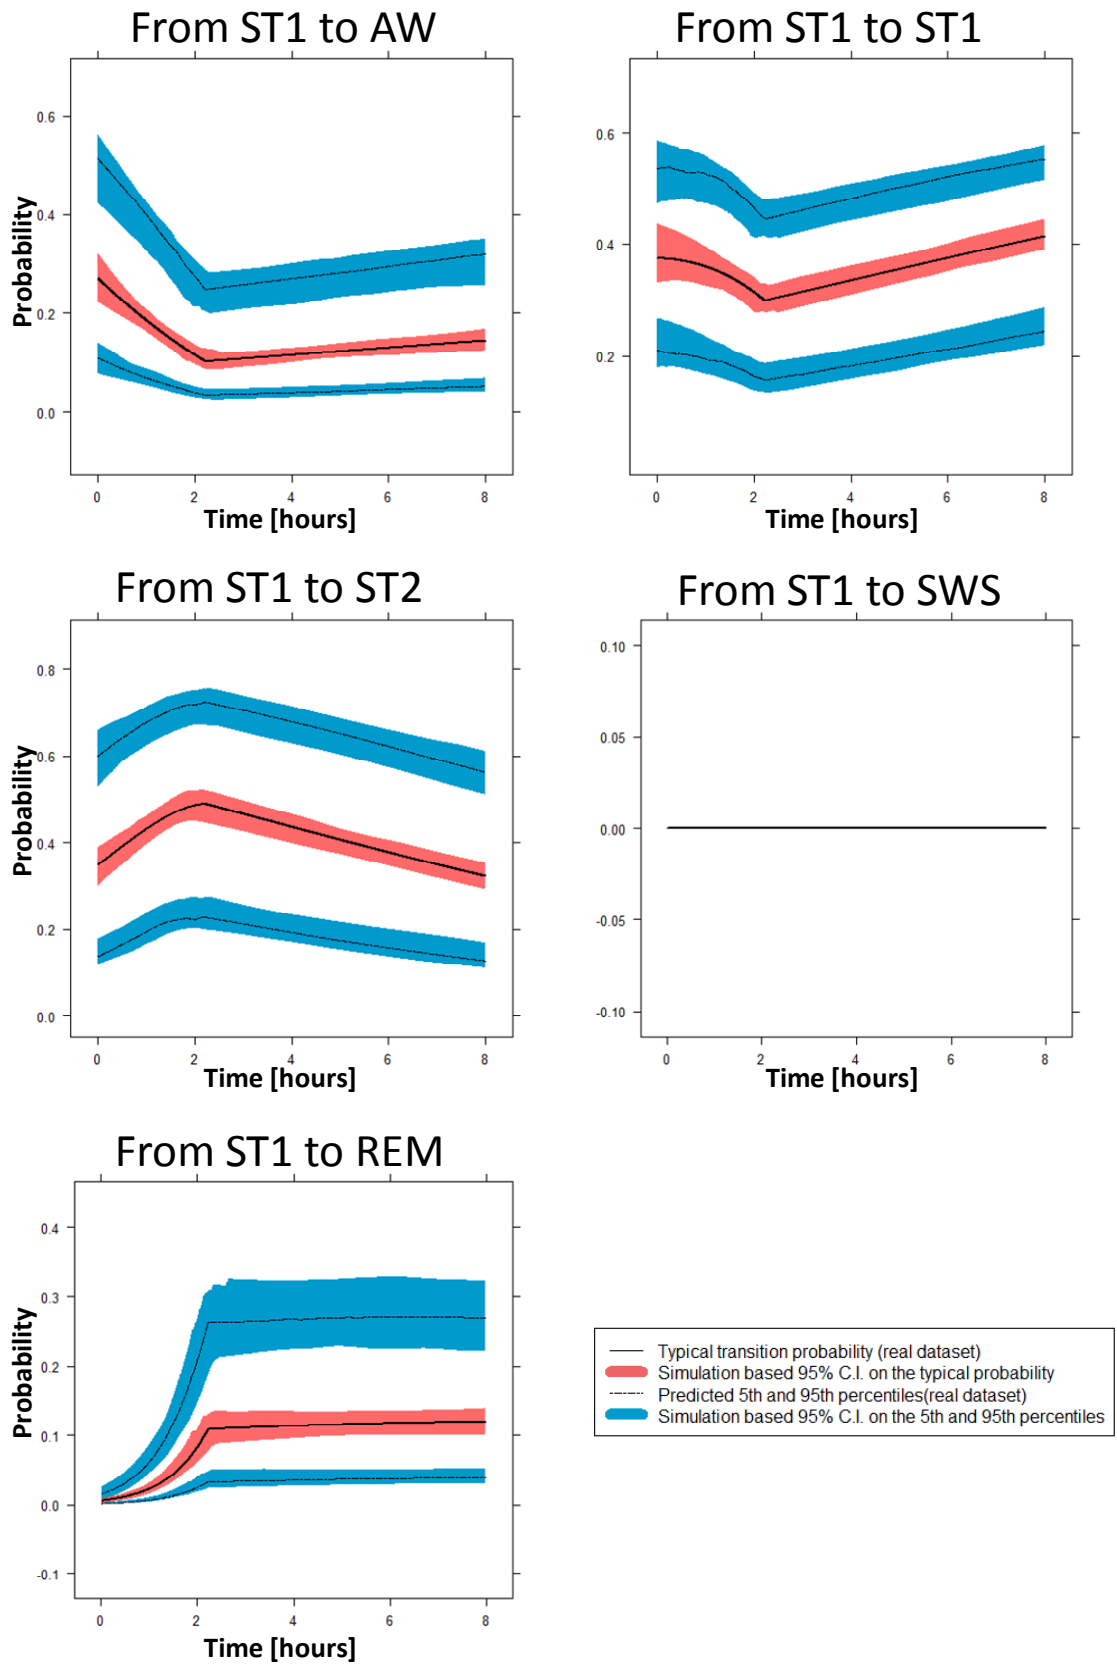 From ST1 to AW
0.6
0.4
0.2
0.0
Probability
0 2 4 6 8
Time [hours]
From ST1 to ST1
0.6
0.4
0.2
0 2 4 6 8
Time [hours]
From ST1 to ST2
0.8
0.6
0.4
0.2
0.0
Probability
0 2 4 6 8
Time [hours]
From ST1 to SWS
0.10
0.05
0.00
-0.05
-0.10
0 2 4 6 8
Time [hours]
From ST1 to REM
0.4
0.3
0.2
0.1
0.0
-0.1
Probability
0 2 4 6 8
Time [hours]
Typical transition probability (real dataset)
Simulation based 95% C.I. on the typical probability
Predicted 5th and 95th percentiles(real dataset)
Simulation based 95% C.I. on the 5th and 95th percentiles